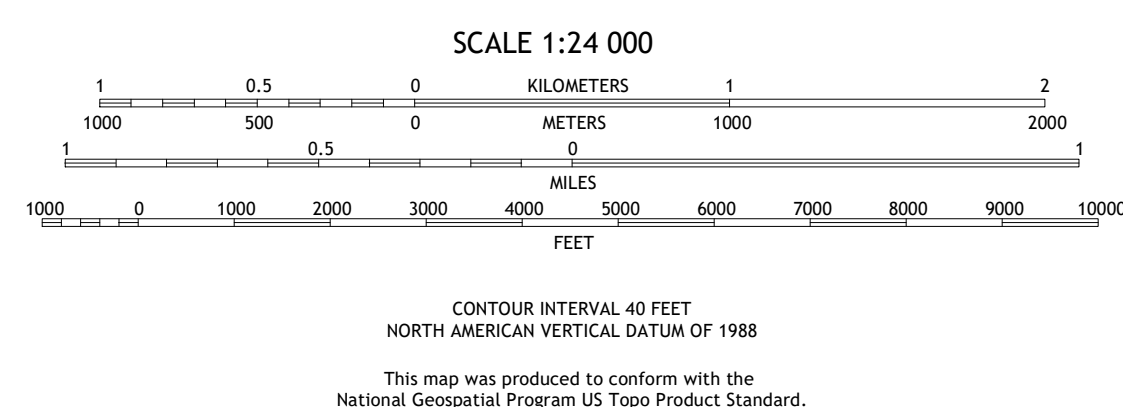 SCALE 1:24 000
1 0.5 0 KILOMETERS 1 2
1000 500 0 METERS 1000 2000
1 0.5 0 1
MILES
1000 0 1000 2000 3000 4000 5000 6000 7000 8000 9000 10000
FEET
CONTOUR INTERVAL 40 FEET
NORTH AMERICAN VERTICAL DATUM OF 1988
This map was produced to conform with the
National Geospatial Program US Topo Product Standard.